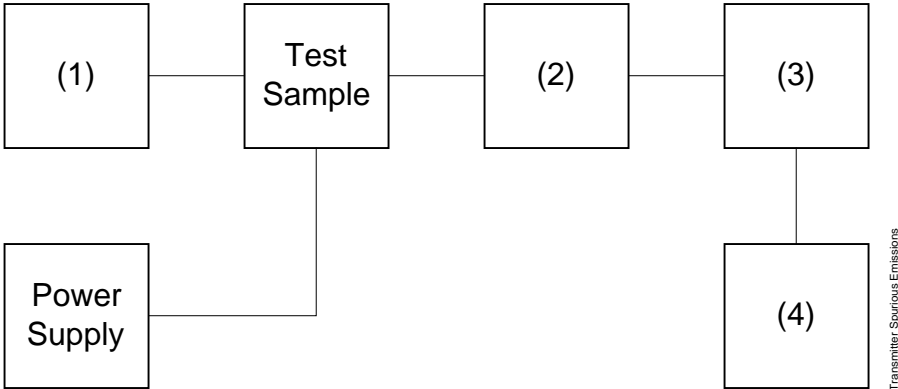 (1)
Test
Sample
(2)
(3)
Power
Supply
(4)
Transmitter Spurious Emissions